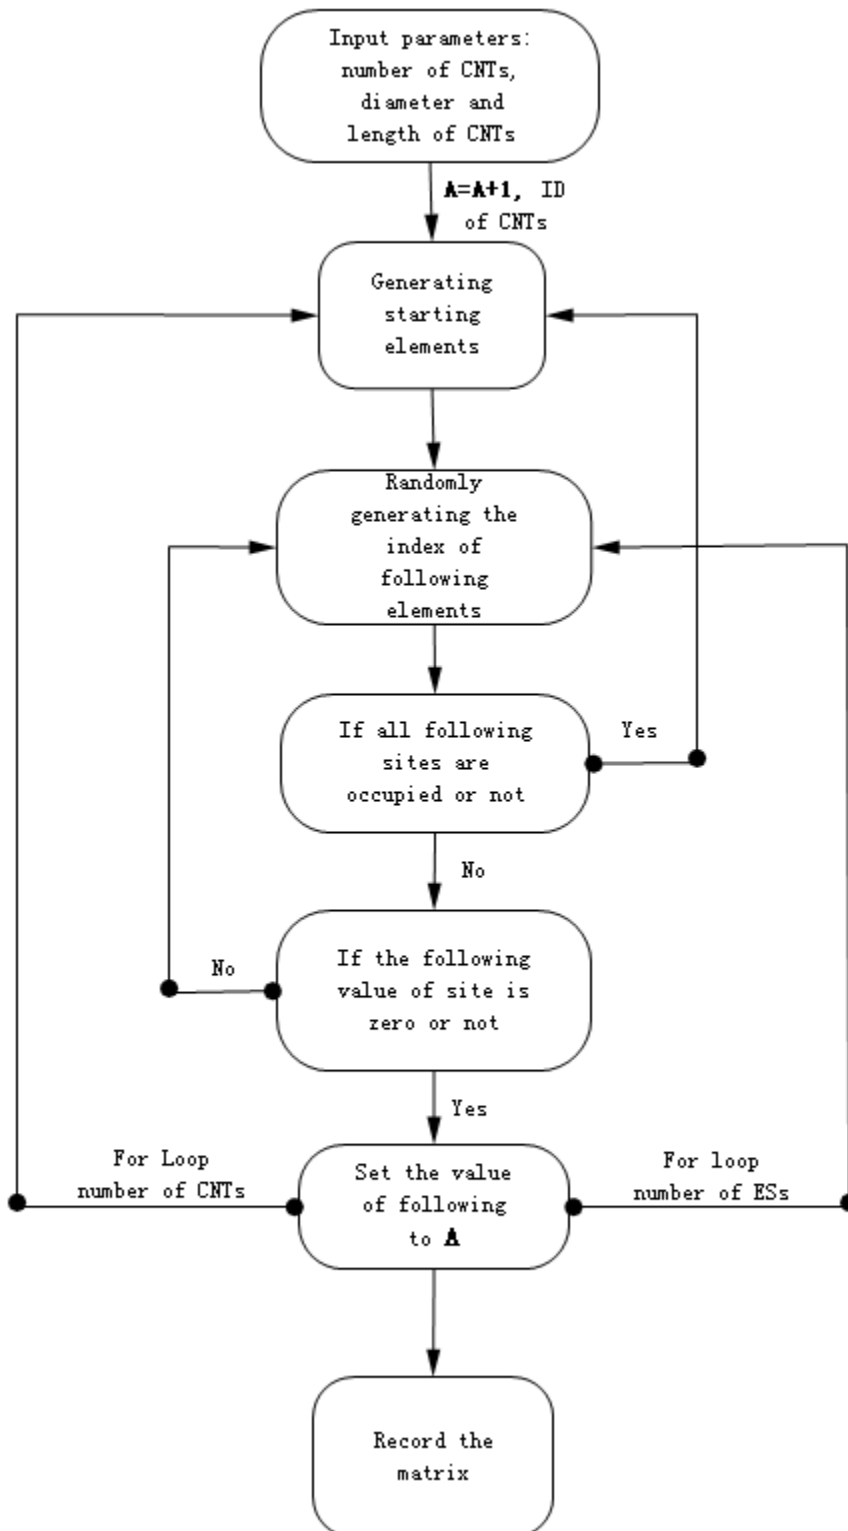 Input parameters:
number of CNTs,
diameter and
length of CNTs
A=A+1, ID
of CNTs
Generating
starting
elements
Randomly
generating the
index of
following
elements
If all following
sites are
occupied or not
Yes
No
If the following
value of site is
zero or not
No
Yes
For Loop
number of CNTs
Set the value
of following
to A
For loop
number of ESs
Record the
matrix